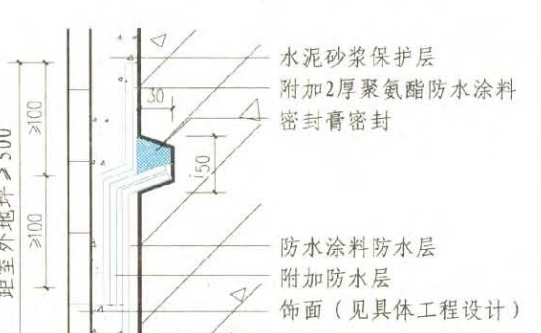 水泥砂浆保护层
附加2厚聚氨酯防水涂料
密封膏密封
30
50
≥100
≥100
距室外地坪≥500
防水涂料防水层
附加防水层
饰面（见具体工程设计）